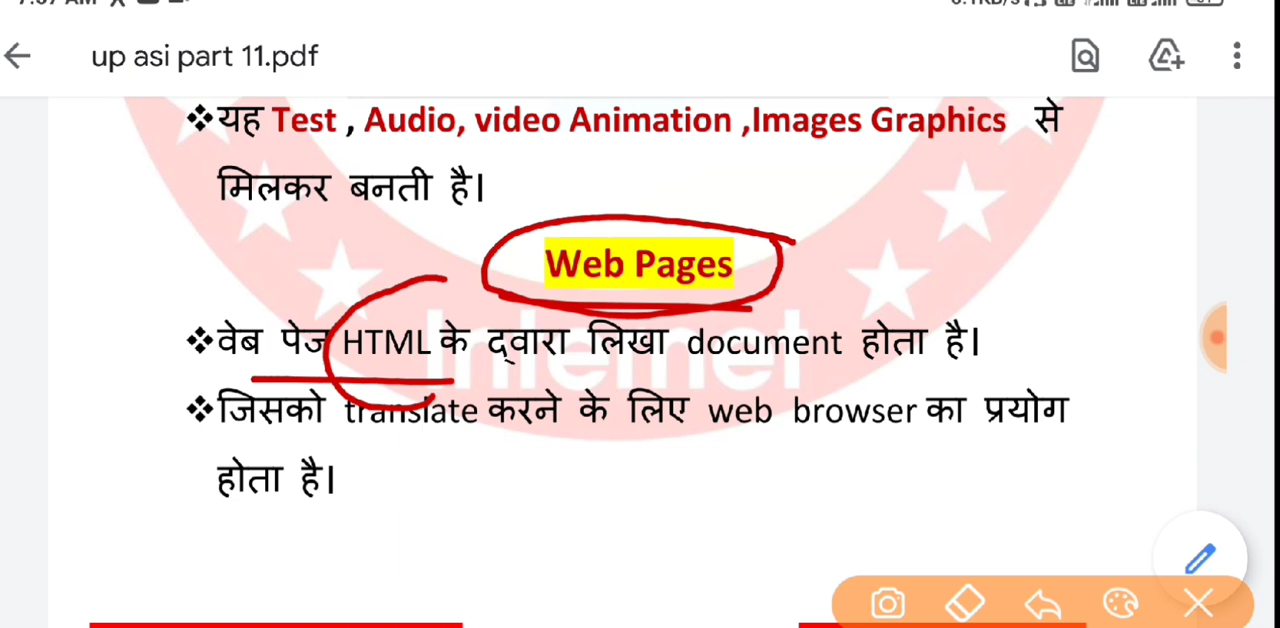 up asi part 11.pdf
❖यह Test , Audio, video Animation ,Images Graphics से
मिलकर बनती है।
Web Pages
❖वेब पेज HTML के द्वारा लिखा document होता है।
❖जिसको translate करने के लिए web browser का प्रयोग
होता है।
Internet